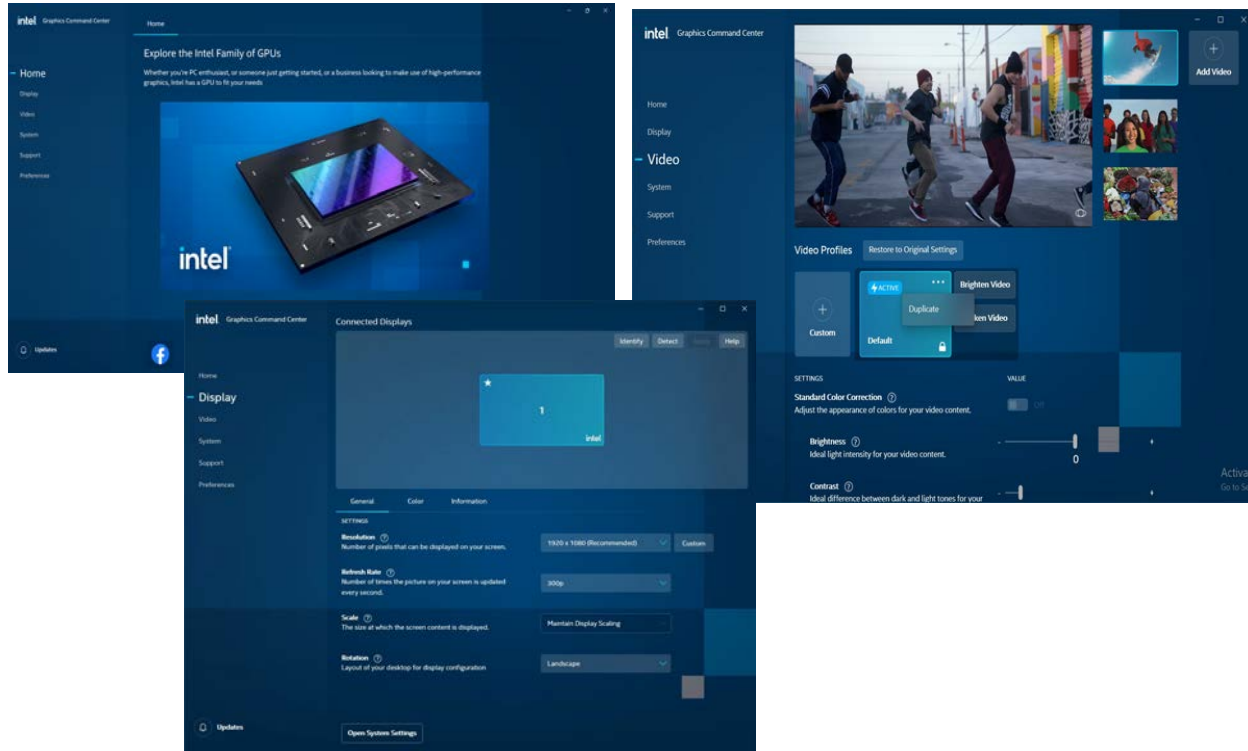 intel Graphics Command Center
Home
Explore the Intel Family of GPUs
Whether you're PC enthusiast, or someone just getting started, or a business looking to make use of high-performance
graphics, Intel has a GPU to fit your needs
Home
Display
Video
System
Support
Preferences
intel
Updates
intel Graphics Command Center
Add Video
Home
Display
Video
System
Support
Preferences
Video Profiles Restore to Original Settings
ACTIVE
Brighten Video
Duplicate
ken Video
Custom
Default
SETTINGS VALUE
Standard Color Correction
Adjust the appearance of colors for your video content.
Off
Brightness
Ideal light intensity for your video content.
0
Contrast
Ideal difference between dark and light tones for your
Activa
Go to Se
intel Graphics Command Center
Connected Displays
Identify Detect Help
1
intel
Home
Display
Video
System
Support
Preferences
General Color Information
SETTINGS
Resolution
Number of pixels that can be displayed on your screen.
1920 x 1080 (Recommended) Custom
Refresh Rate
Number of times the picture on your screen is updated
every second.
300p
Scale
The size at which the screen content is displayed.
Maintain Display Scaling
Rotation
Layout of your desktop for display configuration
Landscape
Updates
Open System Settings